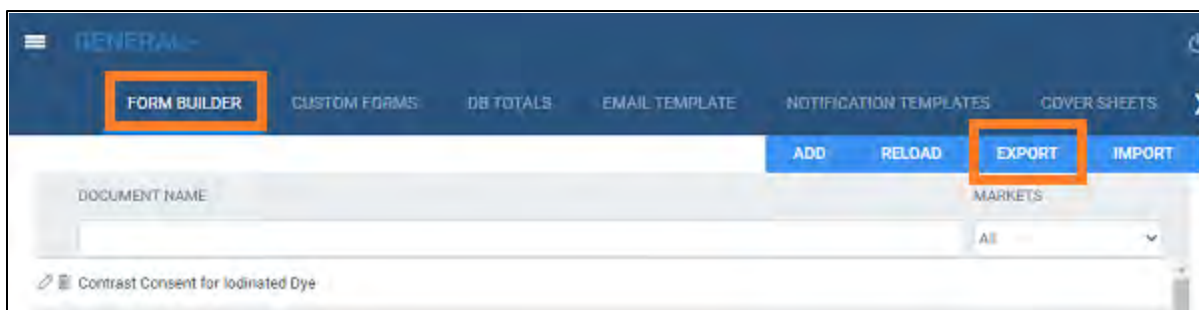 GENERAL
FORM BUILDER CUSTOM FORMS DB TOTALS EMAIL TEMPLATE NOTIFICATION TEMPLATES COVER SHEETS
ADD RELOAD EXPORT IMPORT
DOCUMENT NAME MARKETS
All
Contrast Consent for Iodinated Dye